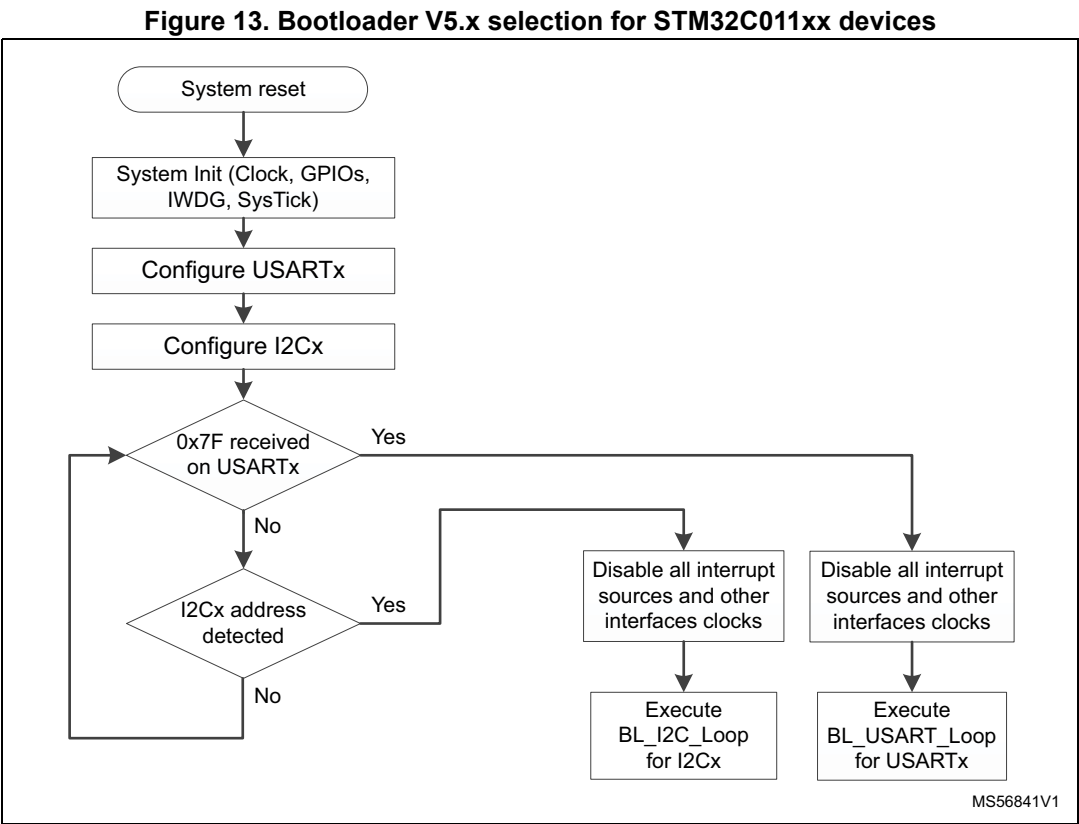 Figure 13. Bootloader V5.x selection for STM32C011xx devices
System reset
System Init (Clock, GPIOs,
IWDG, SysTick)
Configure USARTx
Configure I2Cx
0x7F received
on USARTx
Yes
No
I2Cx address
detected
Yes
No
Disable all interrupt
sources and other
interfaces clocks
Disable all interrupt
sources and other
interfaces clocks
Execute
BL_I2C_Loop
for I2Cx
Execute
BL_USART_Loop
for USARTx
MS56841V1